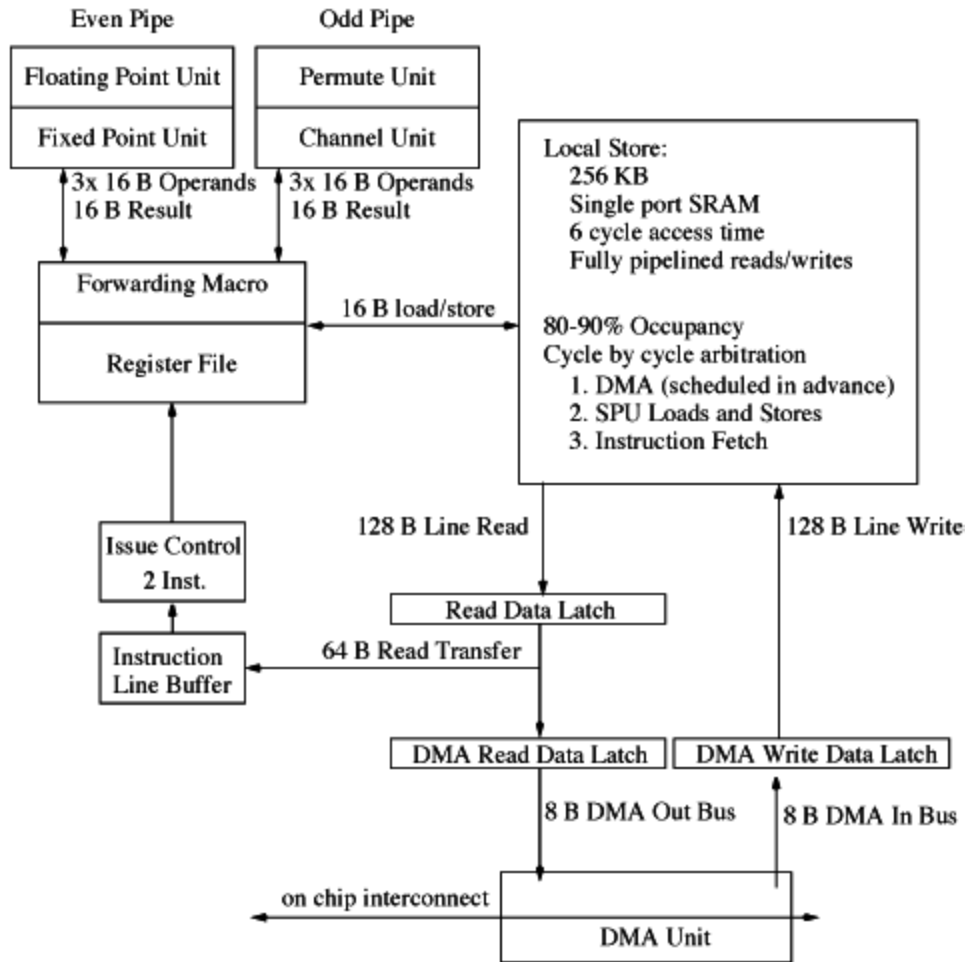 Even Pipe
Odd Pipe
Floating Point Unit
Permute Unit
Fixed Point Unit
Channel Unit
3x 16 B Operands
16 B Result
3x 16 B Operands
16 B Result
Local Store:
256 KB
Single port SRAM
6 cycle access time
Fully pipelined reads/writes
80-90% Occupancy
Cycle by cycle arbitration
1. DMA (scheduled in advance)
2. SPU Loads and Stores
3. Instruction Fetch
Forwarding Macro
Register File
16 B load/store
128 B Line Read
128 B Line Write
Issue Control
2 Inst.
Read Data Latch
64 B Read Transfer
Instruction
Line Buffer
DMA Read Data Latch
DMA Write Data Latch
8 B DMA Out Bus
8 B DMA In Bus
on chip interconnect
DMA Unit